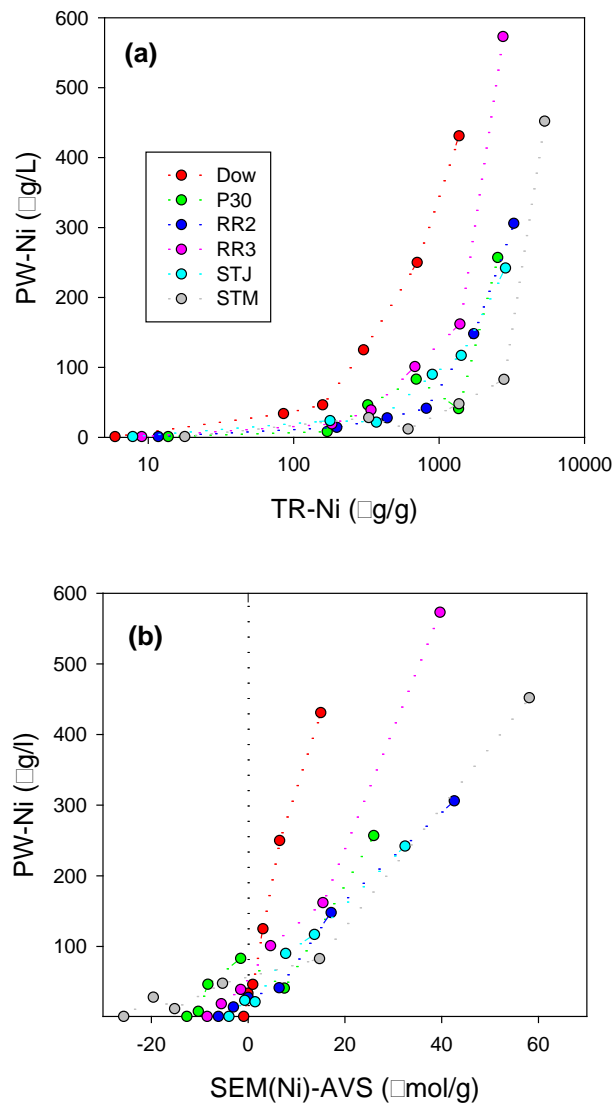 (a)
600
500
400
300
200
100
0
PW-Ni (□g/L)
Dow
P30
RR2
RR3
STJ
STM
10
100
1000
10000
TR-Ni (□g/g)
(b)
600
500
400
300
200
100
PW-Ni (□g/l)
-20
0
20
40
60
SEM(Ni)-AVS (□mol/g)